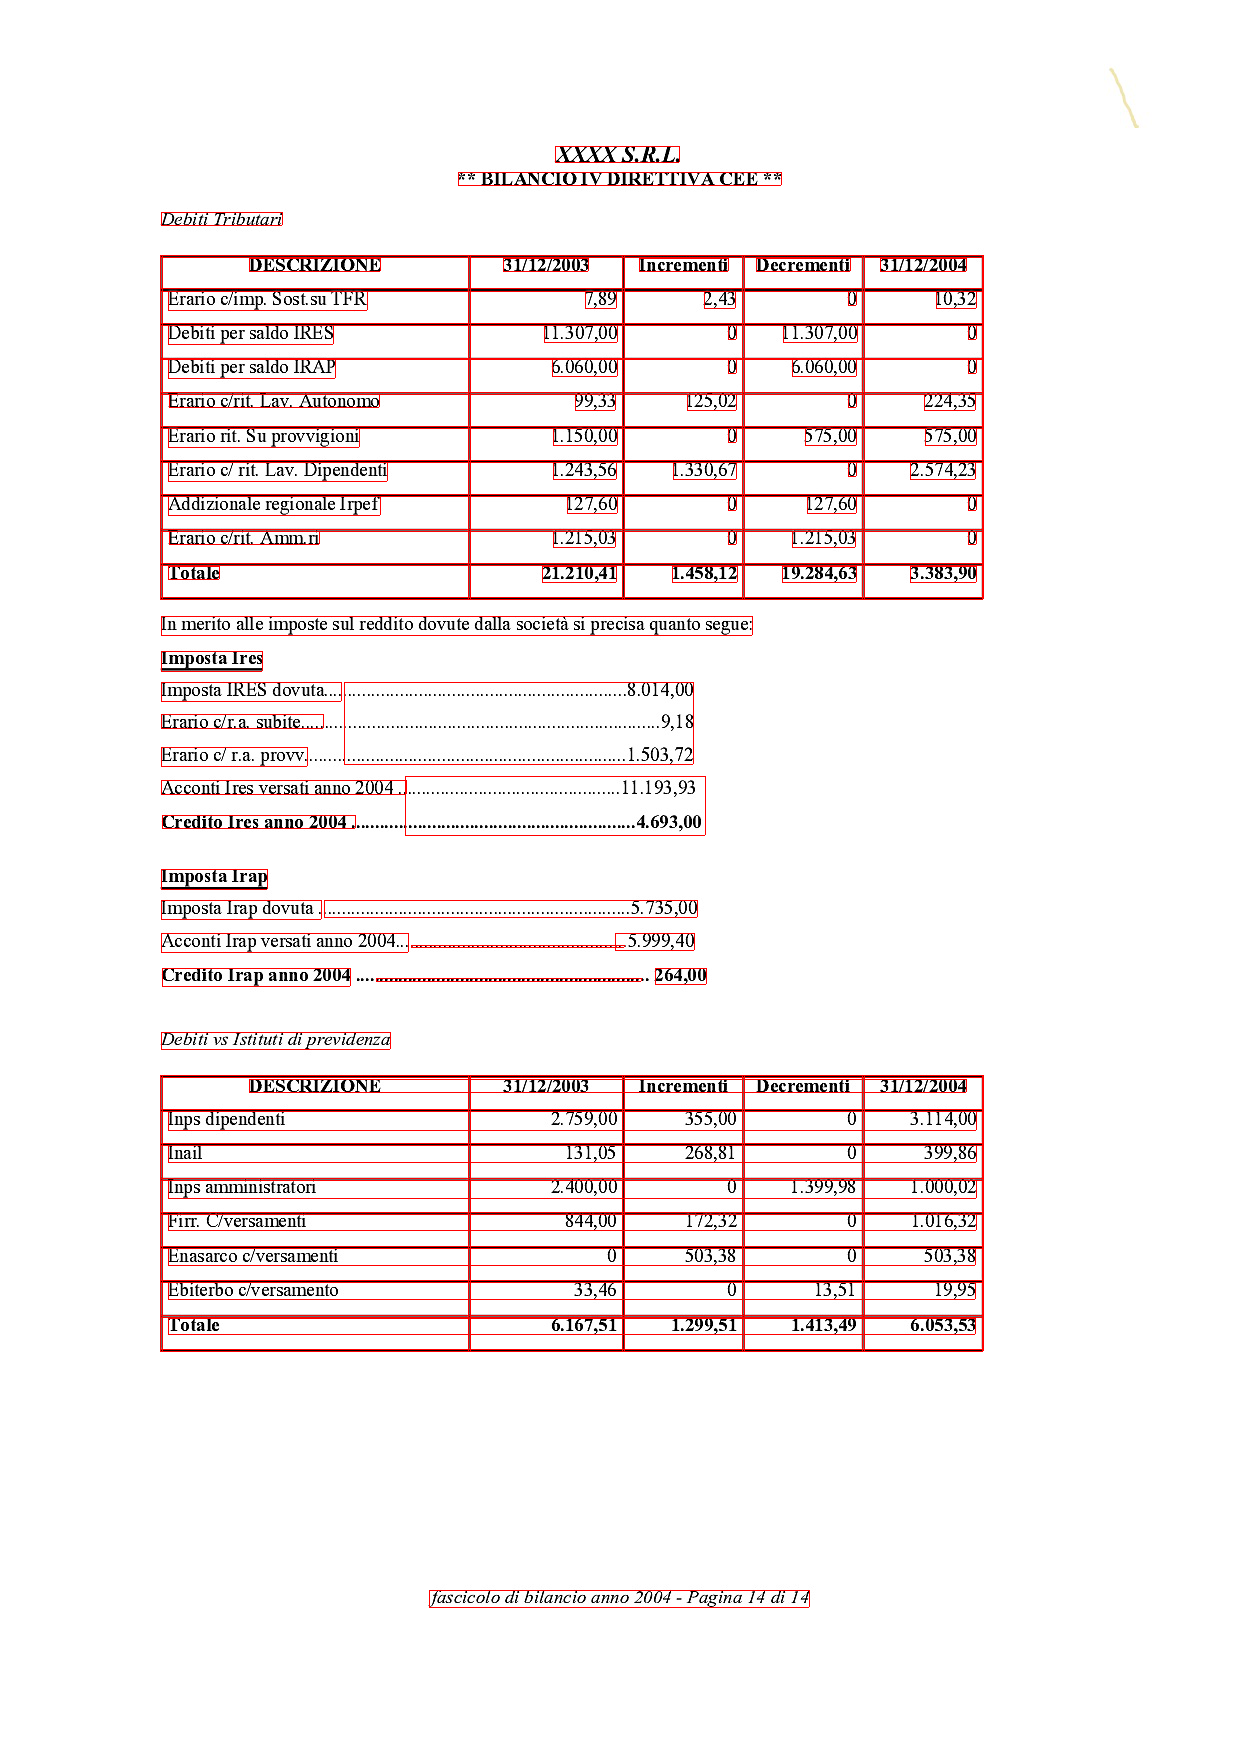 XXXX S.R.L.
** BILANCIO IV DIRETTIVA CEE **
Debiti Tributari
DESCRIZIONE 31/12/2003 Incrementi Decrementi 31/12/2004
Erario c/imp. Sost.su TFR 7,89 2,43 0 10,32
Debiti per saldo IRES 11.307,00 0 11.307,00 0
Debiti per saldo IRAP 6.060,00 0 6.060,00 0
Erario c/rit. Lav. Autonomo 99,33 125,02 0 224,35
Erario rit. Su provvigioni 1.150,00 0 575,00 575,00
Erario c/ rit. Lav. Dipendenti 1.243,56 1.330,67 0 2.574,23
Addizionale regionale Irpef 127,60 0 127,60 0
Erario c/rit. Amm.ri 1.215,03 0 1.215,03 0
Totale 21.210,41 1.458,12 19.284,63 3.383,90
In merito alle imposte sul reddito dovute dalla società si precisa quanto segue:
Imposta Ires
Imposta IRES dovuta................................................................8.014,00
Erario c/r.a. subite............................................................................9,18
Erario c/ r.a. provv....................................................................1.503,72
Acconti Ires versati anno 2004 ...............................................11.193,93
Credito Ires anno 2004 ............................................................4.693,00
Imposta Irap
Imposta Irap dovuta ..................................................................5.735,00
Acconti Irap versati anno 2004.................................................5.999,40
Credito Irap anno 2004 .............................................................. 264,00
Debiti vs Istituti di previdenza
DESCRIZIONE 31/12/2003 Incrementi Decrementi 31/12/2004
Inps dipendenti 2.759,00 355,00 0 3.114,00
Inail 131,05 268,81 0 399,86
Inps amministratori 2.400,00 0 1.399,98 1.000,02
Firr. C/versamenti 844,00 172,32 0 1.016,32
Enasarco c/versamenti 0 503,38 0 503,38
Ebiterbo c/versamento 33,46 0 13,51 19,95
Totale 6.167,51 1.299,51 1.413,49 6.053,53
fascicolo di bilancio anno 2004 - Pagina 14 di 14